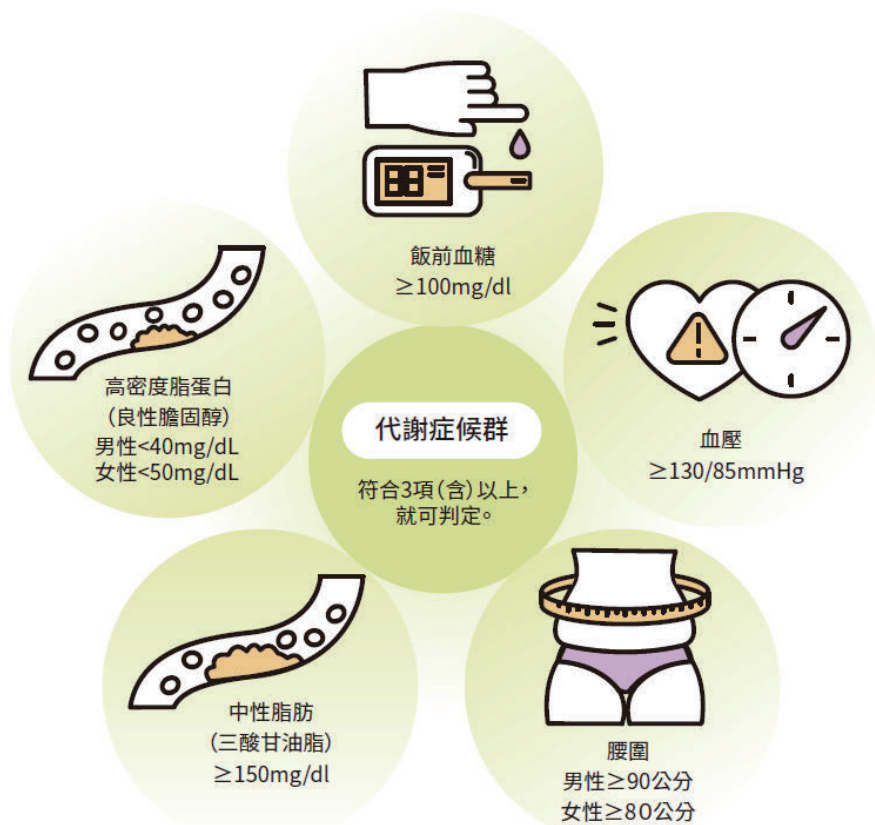 飯前血糖
≥100mg/dl
高密度脂蛋白
(良性膽固醇)
男性<40mg/dL
女性<50mg/dL
代謝症候群
符合3項(含)以上,
就可判定。
血壓
≥130/85mmHg
中性脂肪
(三酸甘油脂)
≥150mg/dl
腰圍
男性≥90公分
女性≥80公分